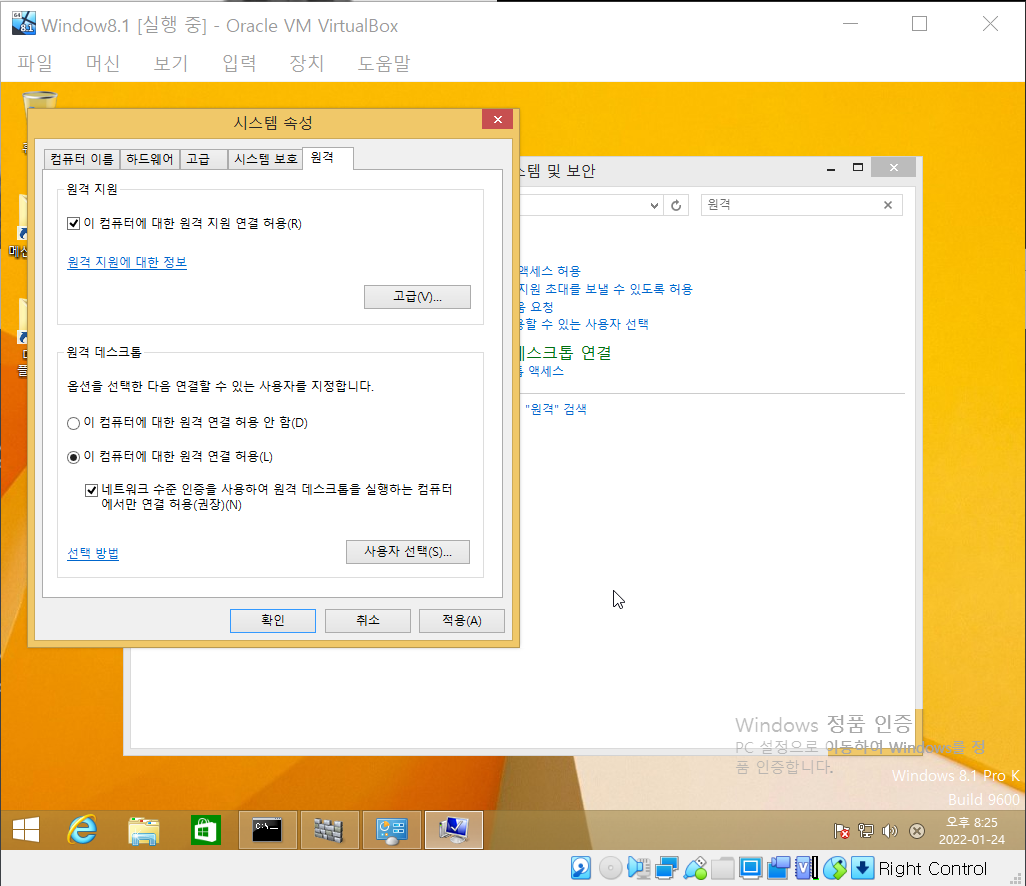 Window8.1 [실행 중] - Oracle VM VirtualBox
파일 머신 보기 입력 장치 도움말
시스템 속성
컴퓨터 이름 하드웨어 고급 시스템 보호 원격
원격 지원
이 컴퓨터에 대한 원격 지원 연결 허용(R)
원격 지원에 대한 정보
고급(V)...
원격 데스크톱
옵션을 선택한 다음 연결할 수 있는 사용자를 지정합니다.
이 컴퓨터에 대한 원격 연결 허용 안 함(D)
이 컴퓨터에 대한 원격 연결 허용(L)
네트워크 수준 인증을 사용하여 원격 데스크톱을 실행하는 컴퓨터
에서만 연결 허용(권장)(N)
선택 방법
사용자 선택(S)...
확인 취소 적용(A)
및 보안
원격
액세스 허용
지원 초대를 보낼 수 있도록 허용
요청
수 있는 사용자 선택
연결
액세스
"원격" 검색
Windows 정품 인증
PC 설정으로 이동하여 Windows를 정
품 인증합니다.
Windows 8.1 Pro K
Build 9600
C:\
오후 8:25
2022-01-24
Right Control